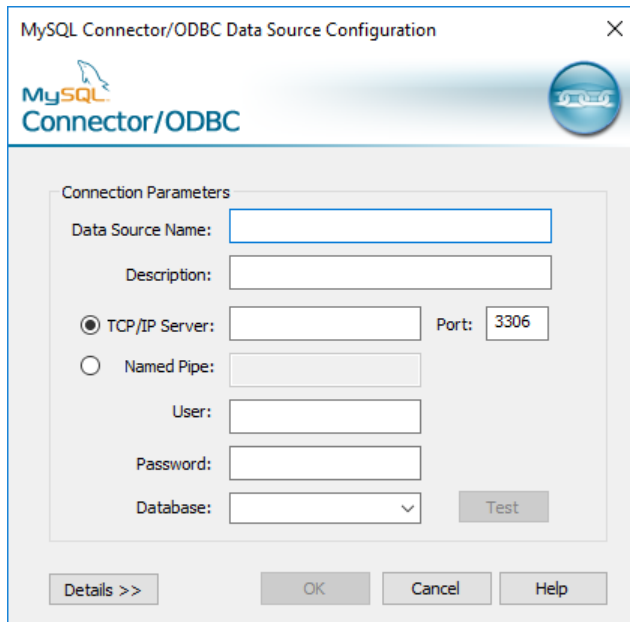 MySQL Connector/ODBC Data Source Configuration
MySQL
Connector/ODBC
Connection Parameters
Data Source Name:
Description:
TCP/IP Server:
Port: 3306
Named Pipe:
User:
Password:
Database:
Test
Details >>
OK
Cancel
Help